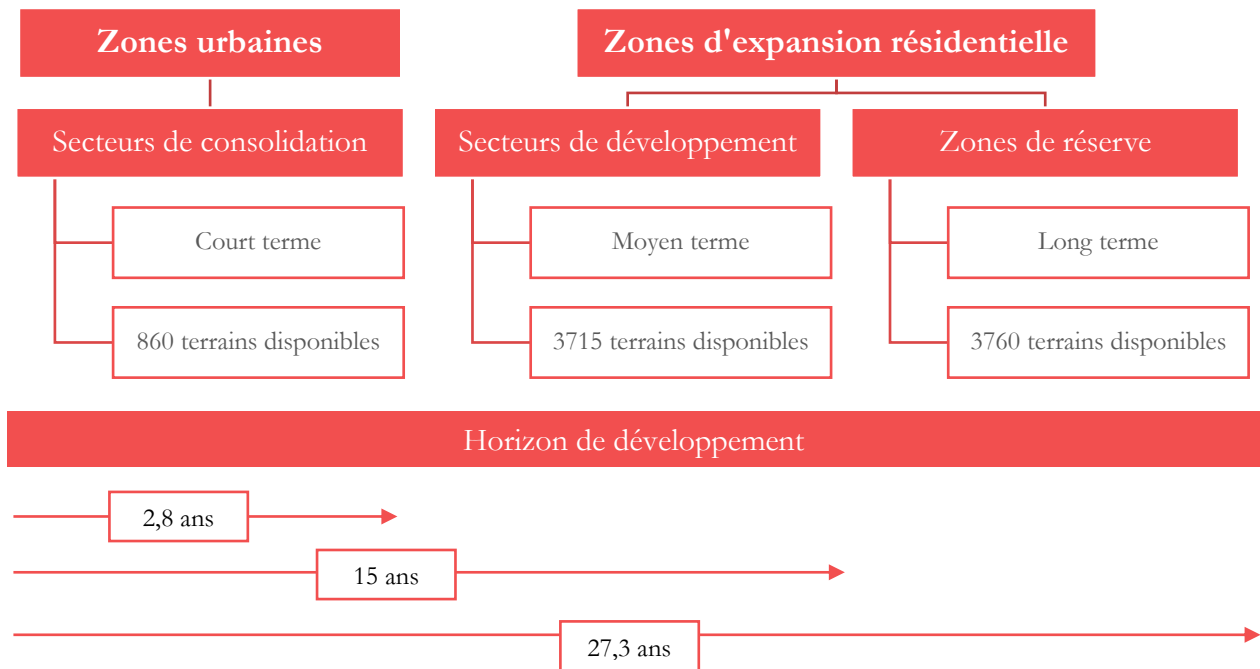 Zones urbaines
Zones d'expansion résidentielle
Secteurs de consolidation
Secteurs de développement
Zones de réserve
Court terme
Moyen terme
Long terme
860 terrains disponibles
3715 terrains disponibles
3760 terrains disponibles
Horizon de développement
2,8 ans
15 ans
27,3 ans